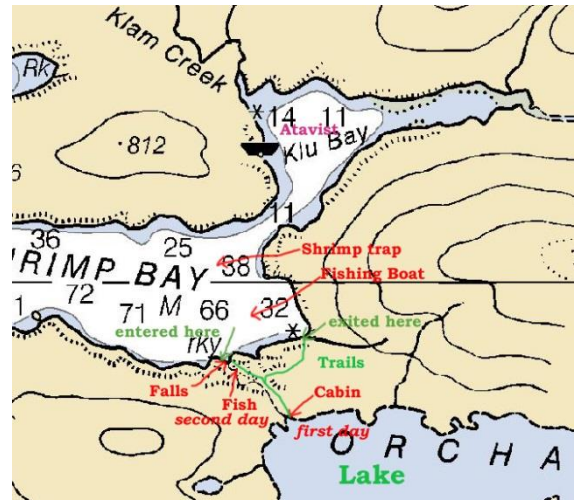 Klam Creek
Rk
14 11
Atavist
Klu Bay
812
6
11
36
25
38
Shrimp trap
RIMP BAY
Fishing Boat
72
71
M
66
32
1
entered here
rky
exited here
Trails
Falls
Fish
Cabin
second day
first day
ORCHA
Lake